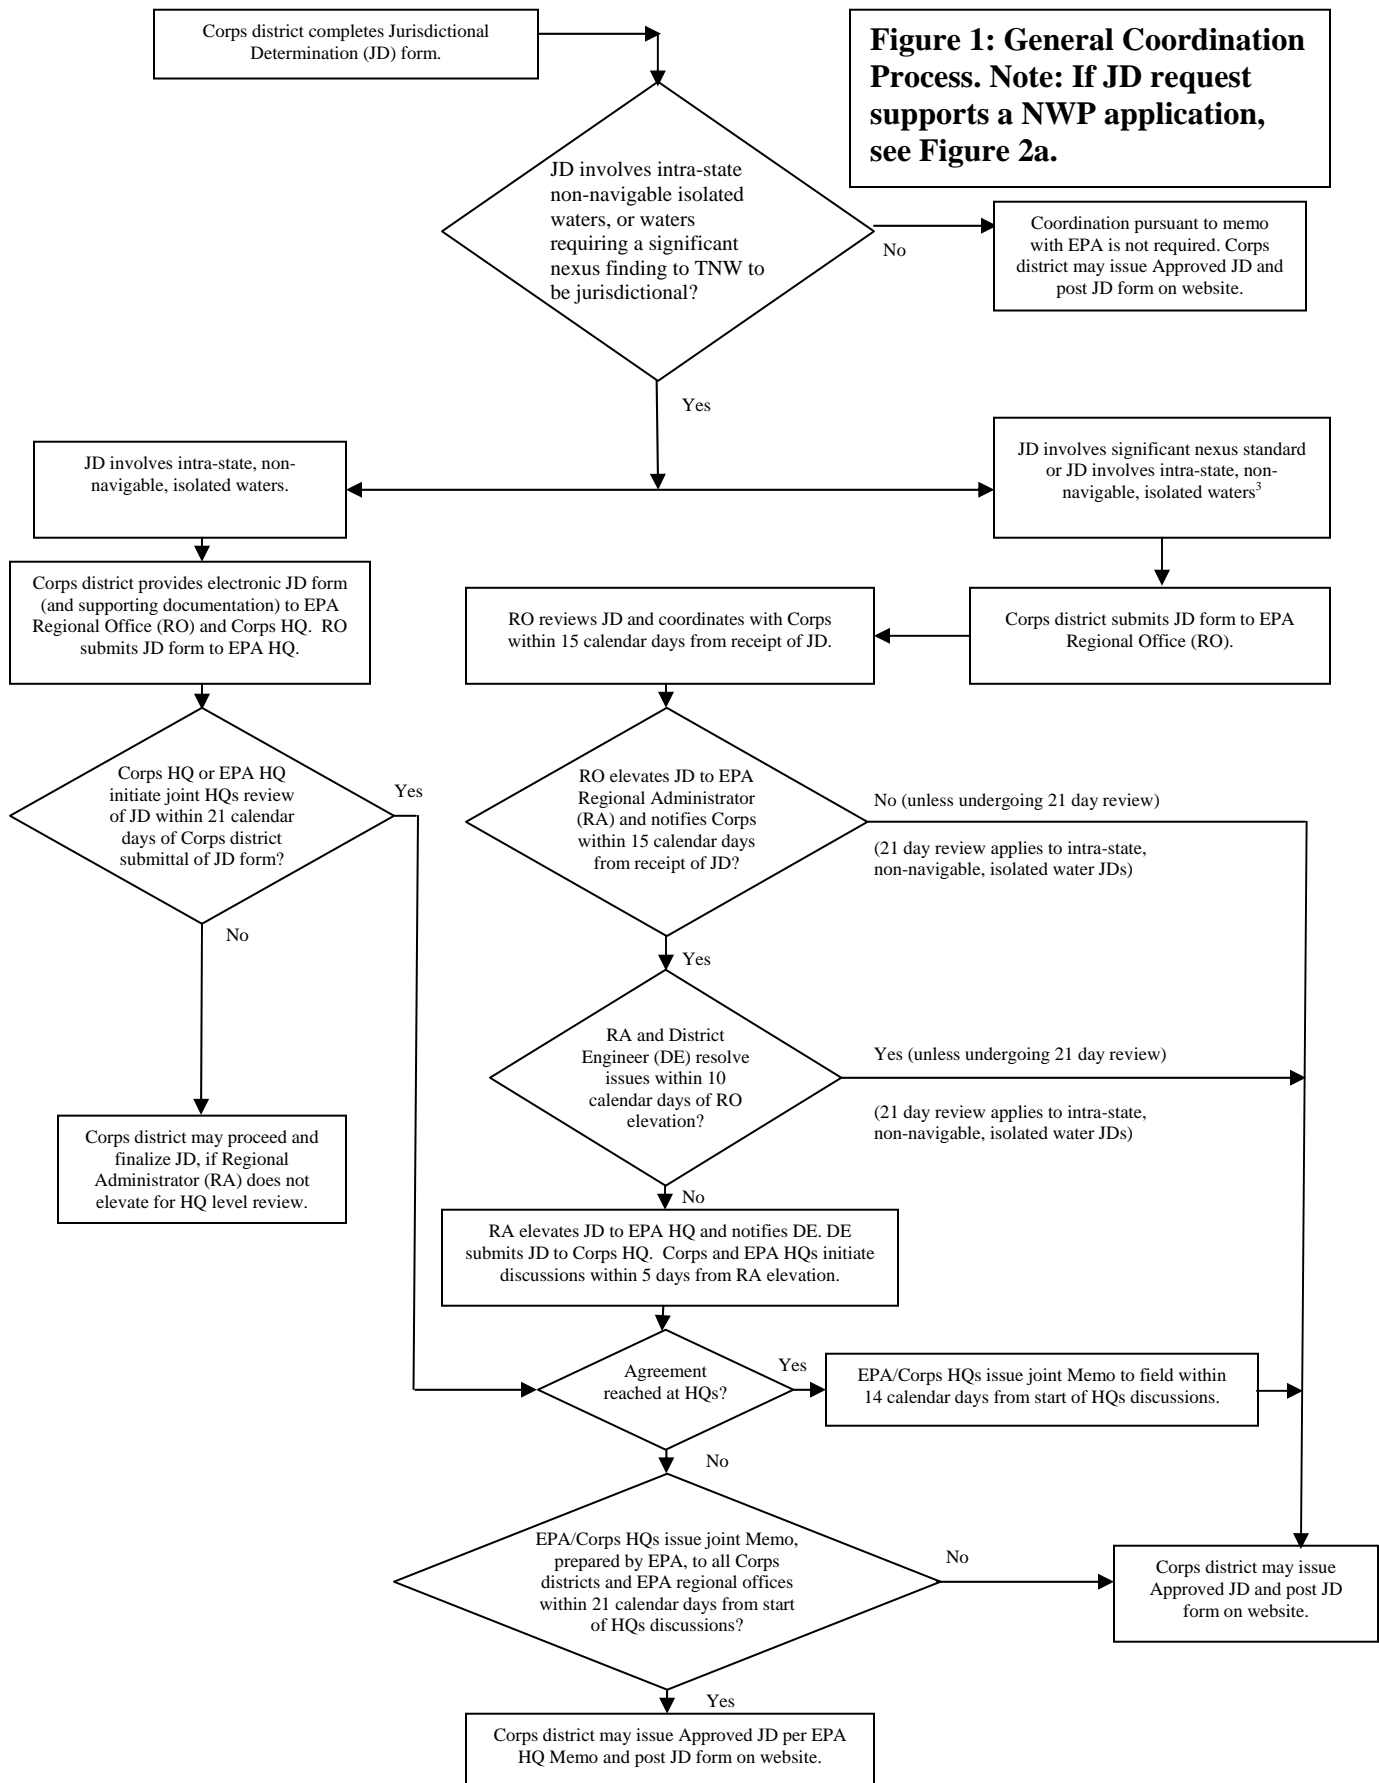 Corps district completes Jurisdictional
Determination (JD) form.
Figure 1: General Coordination
Process. Note: If JD request
supports a NWP application,
see Figure 2a.
JD involves intra-state
non-navigable isolated
waters, or waters
requiring a significant
nexus finding to TNW to
be jurisdictional?
No
Coordination pursuant to memo
with EPA is not required. Corps
district may issue Approved JD and
post JD form on website.
Yes
JD involves intra-state, non-
navigable, isolated waters.
JD involves significant nexus standard
or JD involves intra-state, non-
navigable, isolated waters3
Corps district provides electronic JD form
(and supporting documentation) to EPA
Regional Office (RO) and Corps HQ. RO
submits JD form to EPA HQ.
RO reviews JD and coordinates with Corps
within 15 calendar days from receipt of JD.
Corps district submits JD form to EPA
Regional Office (RO).
Corps HQ or EPA HQ
initiate joint HQs review
of JD within 21 calendar
days of Corps district
submittal of JD form?
Yes
No
RO elevates JD to EPA
Regional Administrator
(RA) and notifies Corps
within 15 calendar days
from receipt of JD?
No (unless undergoing 21 day review)
(21 day review applies to intra-state,
non-navigable, isolated water JDs)
Yes
RA and District
Engineer (DE) resolve
issues within 10
calendar days of RO
elevation?
Yes (unless undergoing 21 day review)
(21 day review applies to intra-state,
non-navigable, isolated water JDs)
No
Corps district may proceed and
finalize JD, if Regional
Administrator (RA) does not
elevate for HQ level review.
RA elevates JD to EPA HQ and notifies DE. DE
submits JD to Corps HQ. Corps and EPA HQs initiate
discussions within 5 days from RA elevation.
Agreement
reached at HQs?
Yes
EPA/Corps HQs issue joint Memo to field within
14 calendar days from start of HQs discussions.
No
EPA/Corps HQs issue joint Memo,
prepared by EPA, to all Corps
districts and EPA regional offices
within 21 calendar days from start
of HQs discussions?
No
Corps district may issue
Approved JD and post JD
form on website.
Yes
Corps district may issue Approved JD per EPA
HQ Memo and post JD form on website.